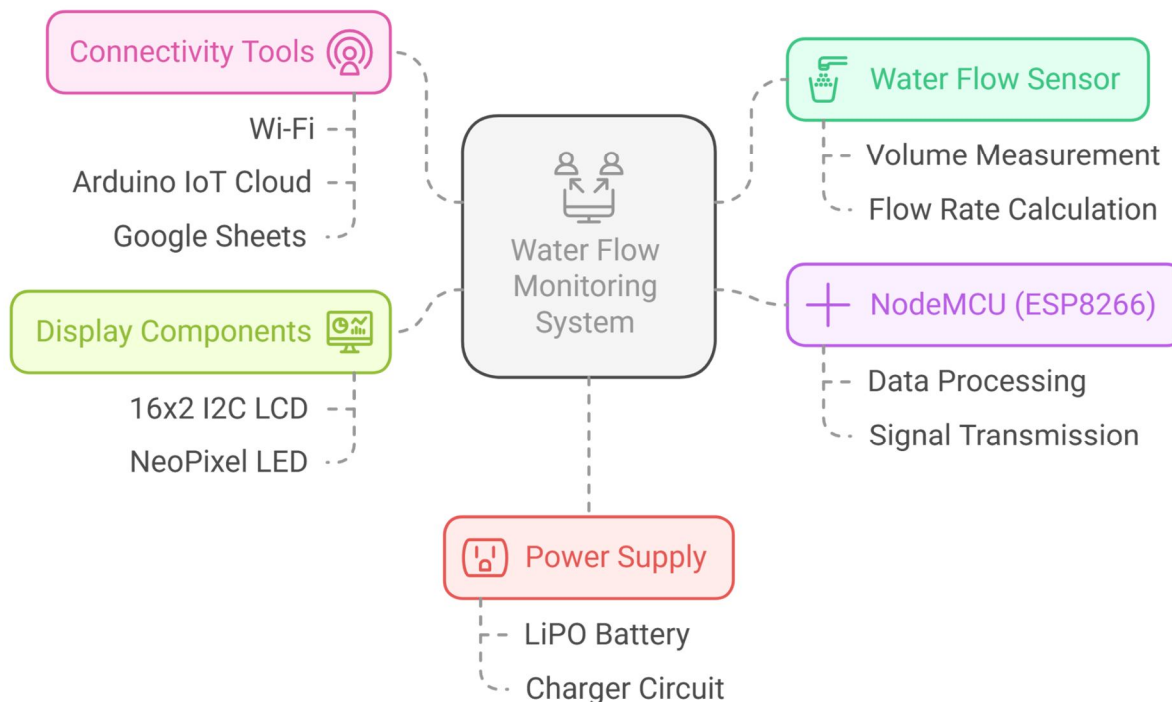 Connectivity Tools
Wi-Fi
Arduino IoT Cloud
Google Sheets
Display Components
16x2 I2C LCD
NeoPixel LED
Water Flow
Monitoring
System
Water Flow Sensor
Volume Measurement
Flow Rate Calculation
NodeMCU (ESP8266)
Data Processing
Signal Transmission
Power Supply
LiPO Battery
Charger Circuit